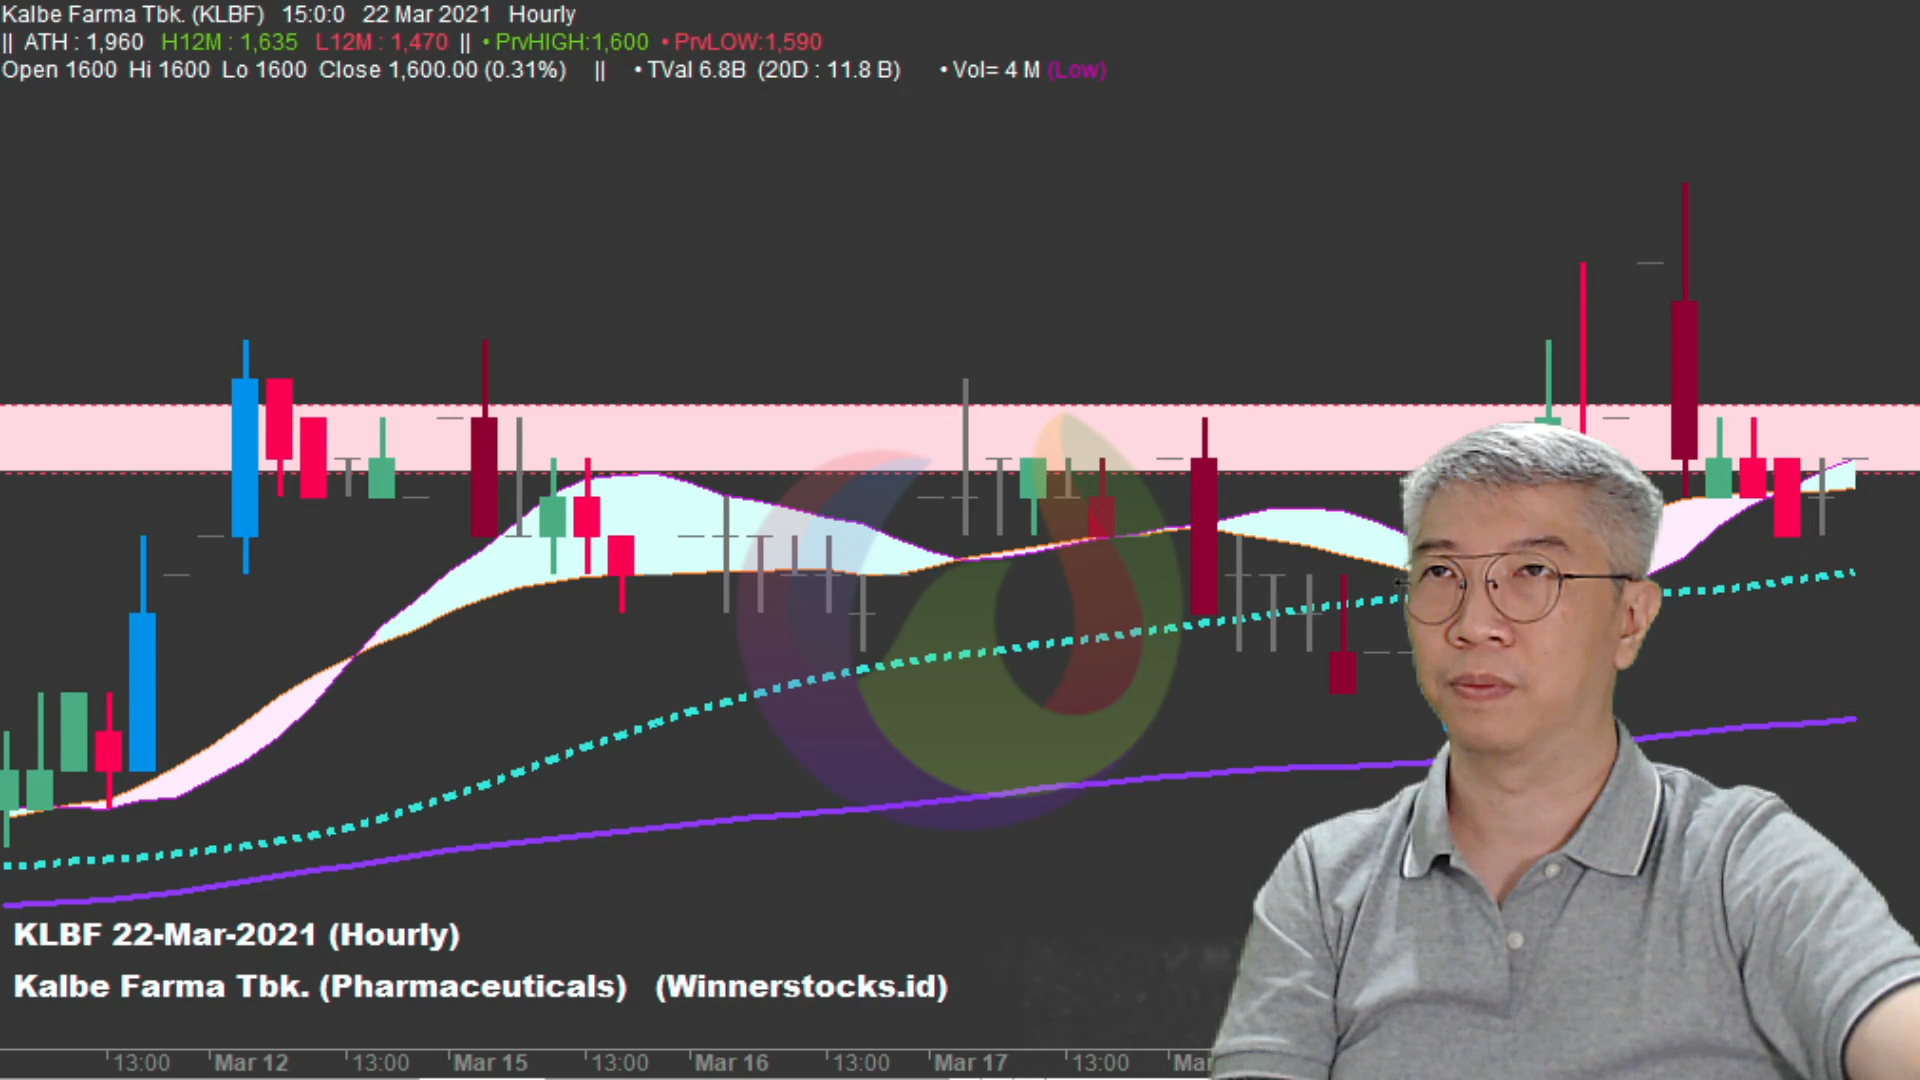 Kalbe Farma Tbk. (KLBF) 15:0:0 22 Mar 2021 Hourly
|| ATH : 1,960 H12M : 1,635 L12M : 1,470 || • PrvHIGH:1,600 • PrvLOW:1,590
Open 1600 Hi 1600 Lo 1600 Close 1,600.00 (0.31%) || • TVal 6.8B (20D : 11.8 B) • Vol= 4 M (Low)
KLBF 22-Mar-2021 (Hourly)
Kalbe Farma Tbk. (Pharmaceuticals) (Winnerstocks.id)
13:00 Mar 12 13:00 Mar 15 13:00 Mar 16 13:00 Mar 17 13:00 Mar